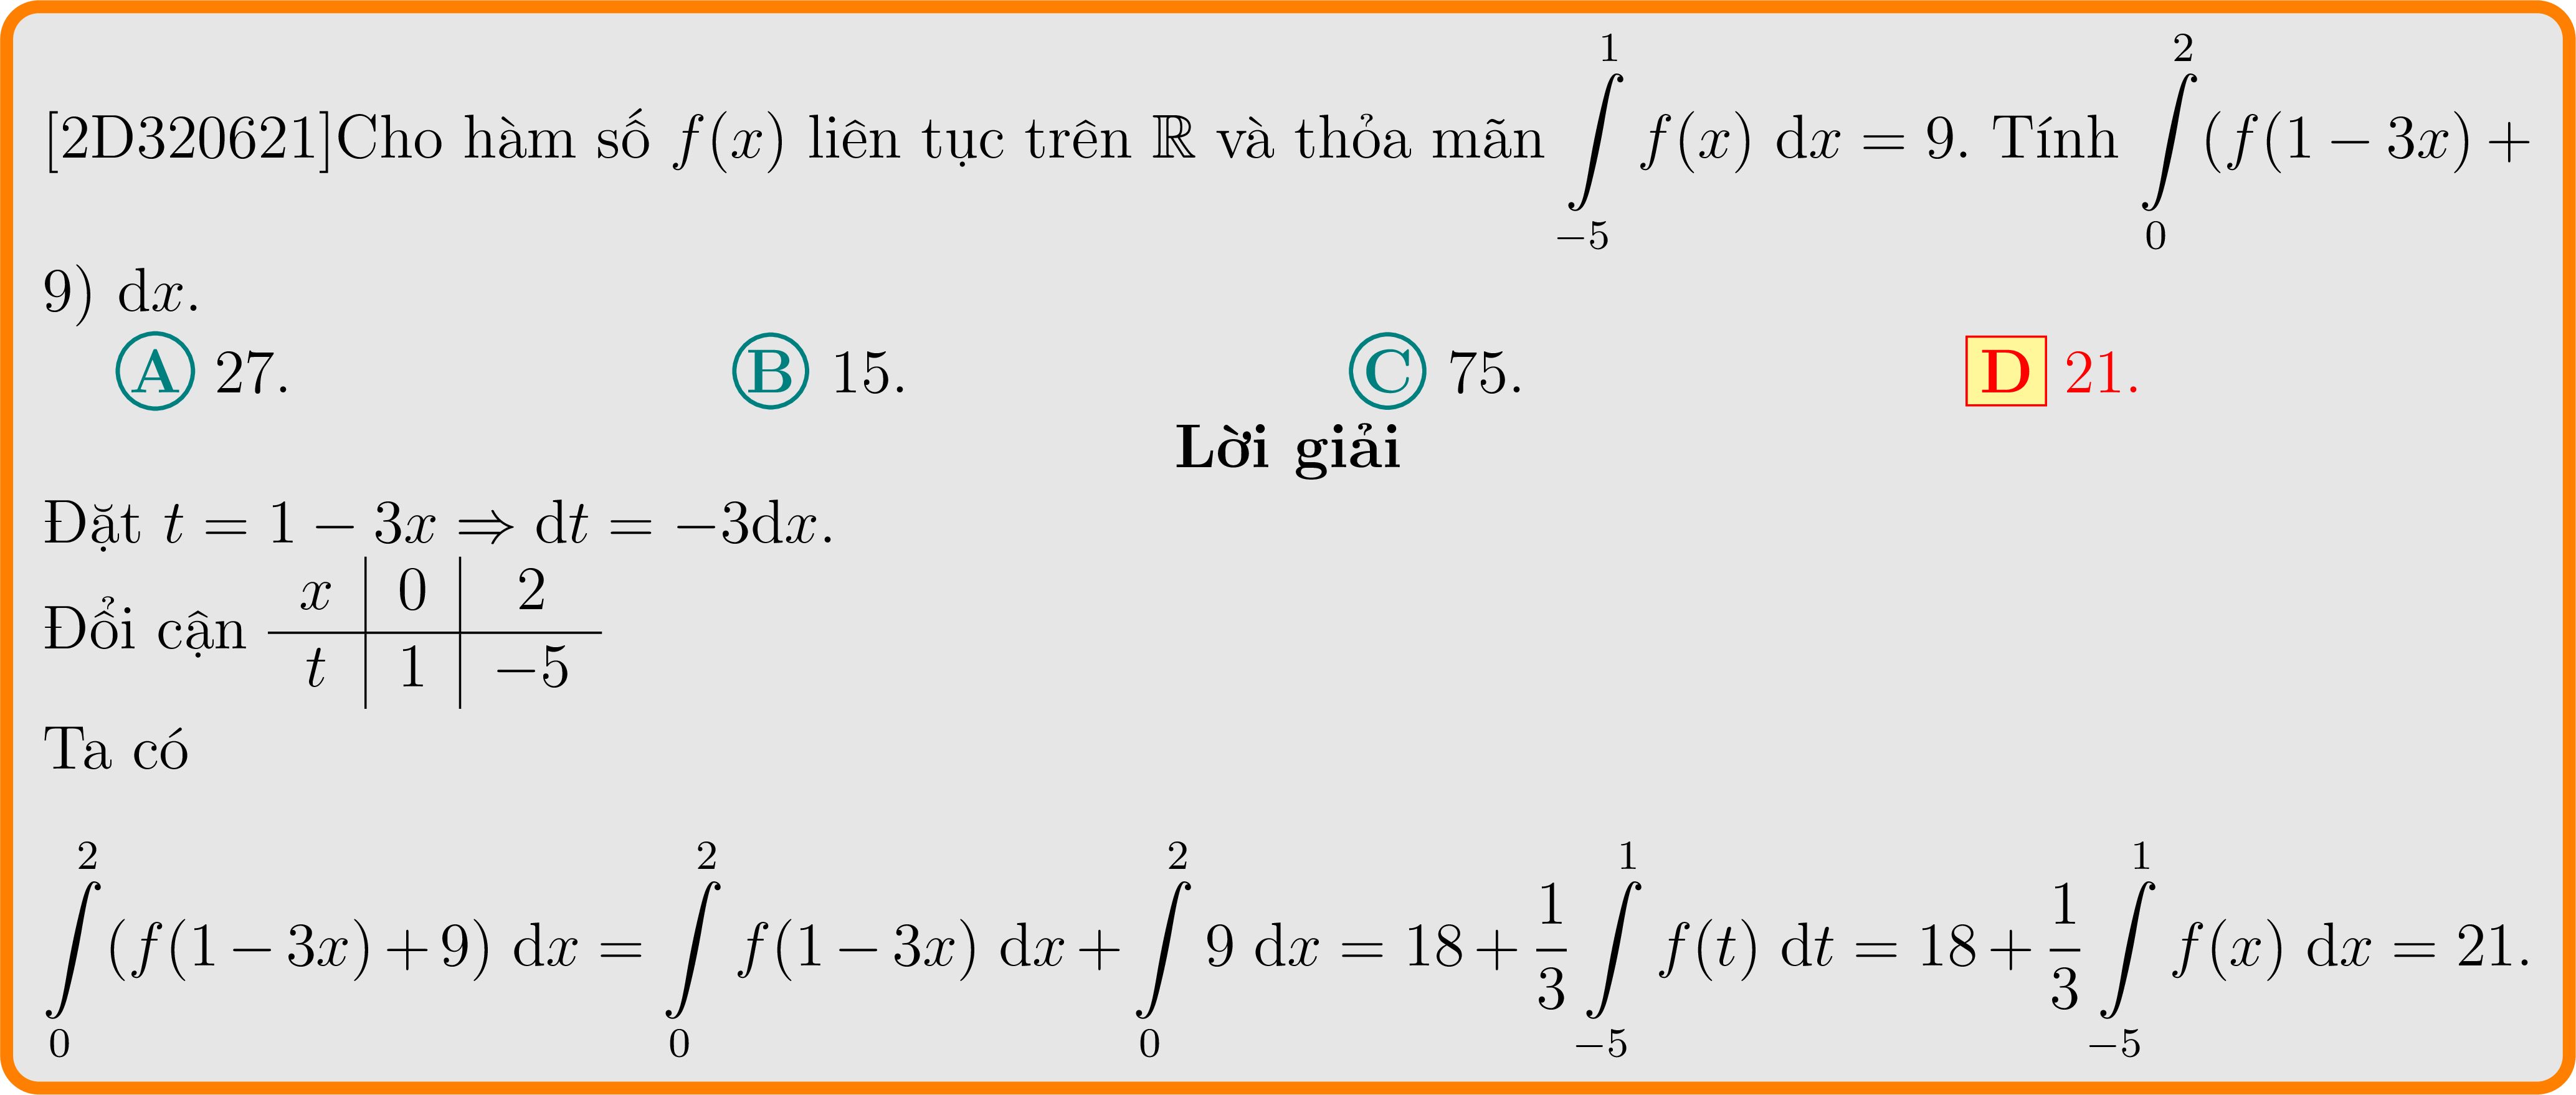 [2D320621]Cho hàm số $f(x)$ liên tục trên $\mathbb{R}$ và thỏa mãn $\int\limits_{-5}^{1} f(x) \mathrm{~d}x = 9$. Tính $\int\limits_{0}^{2} (f(1-3x)+$
$9) \mathrm{~d}x$.
A 27. B 15. C 75. D 21.
Lời giải
Đặt $t = 1 - 3x \Rightarrow \mathrm{d}t = -3\mathrm{d}x$.
Đổi cận
x | 0 | 2
t | 1 | −5
Ta có
$\int\limits_{0}^{2} (f(1-3x)+9) \mathrm{~d}x = \int\limits_{0}^{2} f(1-3x) \mathrm{~d}x + \int\limits_{0}^{2} 9 \mathrm{~d}x = 18 + \frac{1}{3} \int\limits_{-5}^{1} f(t) \mathrm{~d}t = 18 + \frac{1}{3} \int\limits_{-5}^{1} f(x) \mathrm{~d}x = 21.$